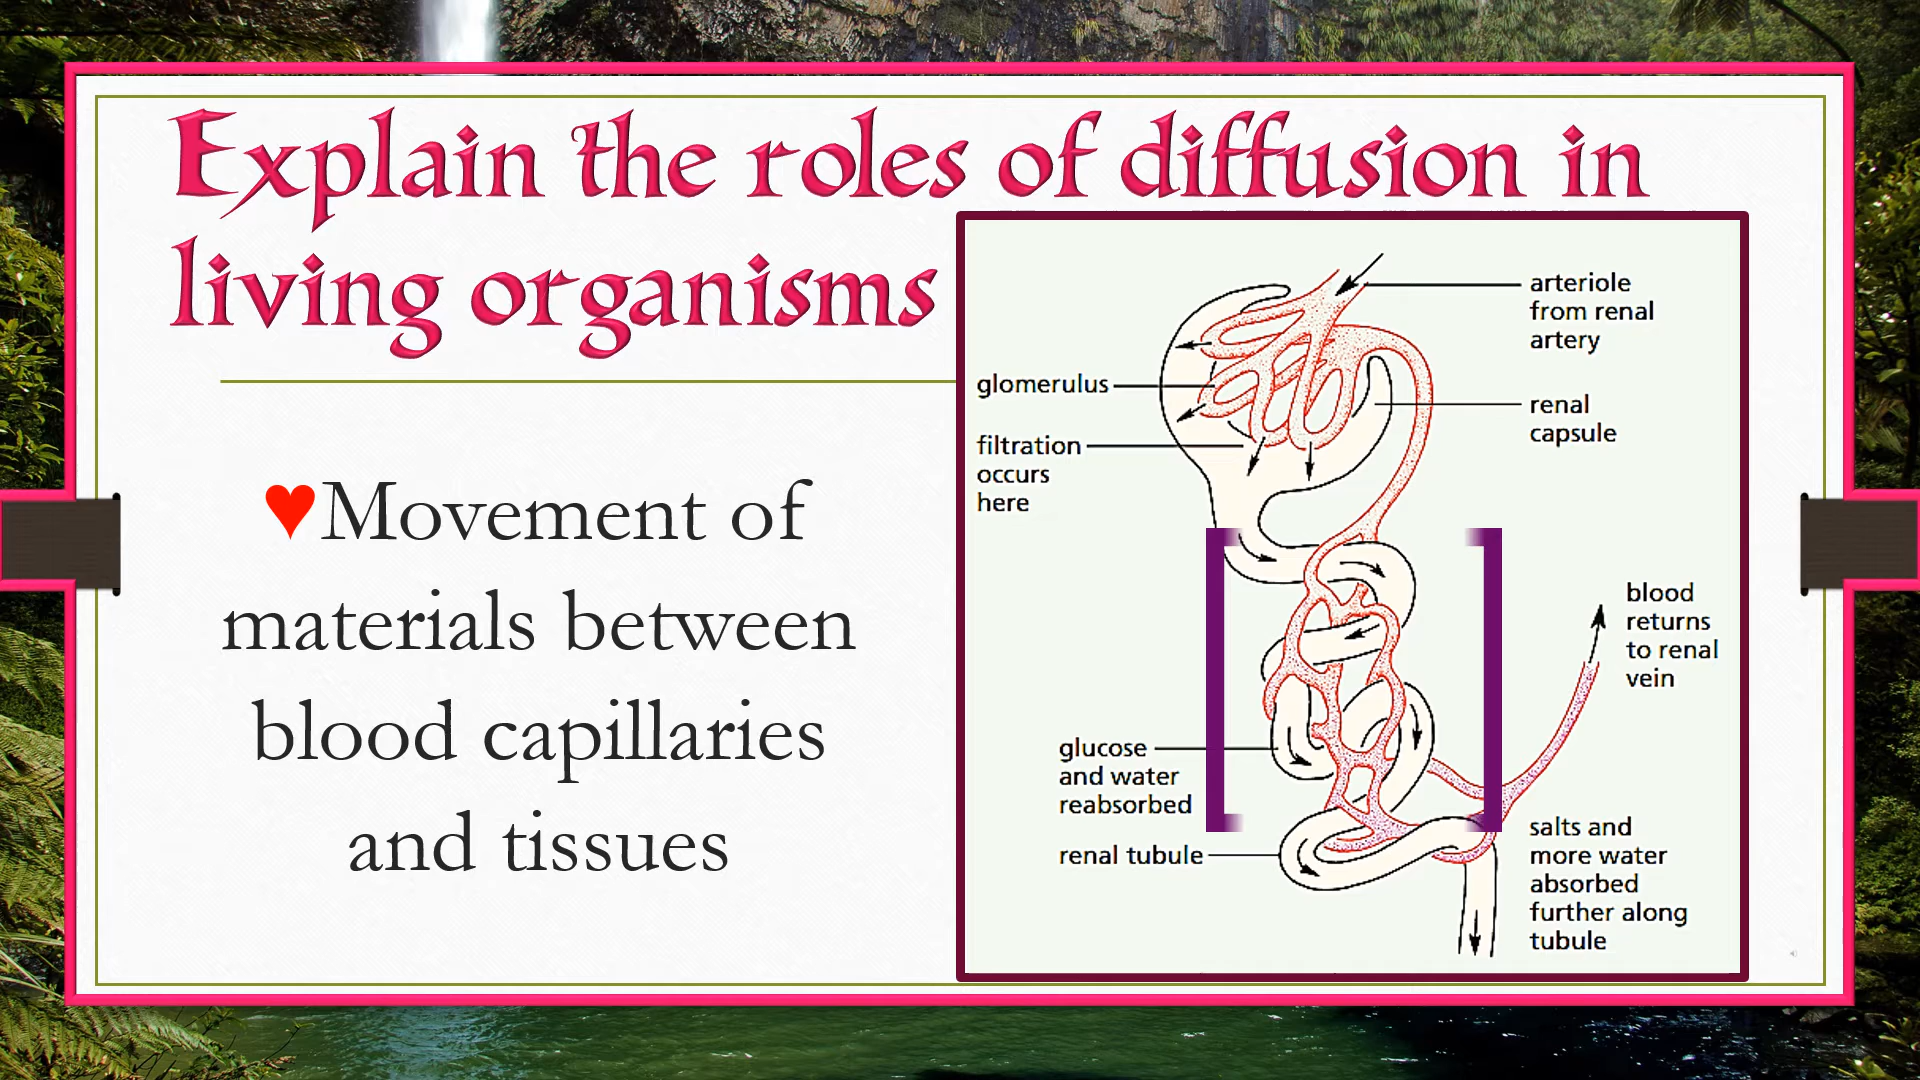 Explain the roles of diffusion in
living organisms
♥Movement of
materials between
blood capillaries
and tissues
arteriole
from renal
artery
glomerulus
renal
capsule
filtration
occurs
here
blood
returns
to renal
vein
glucose
and water
reabsorbed
renal tubule
salts and
more water
absorbed
further along
tubule